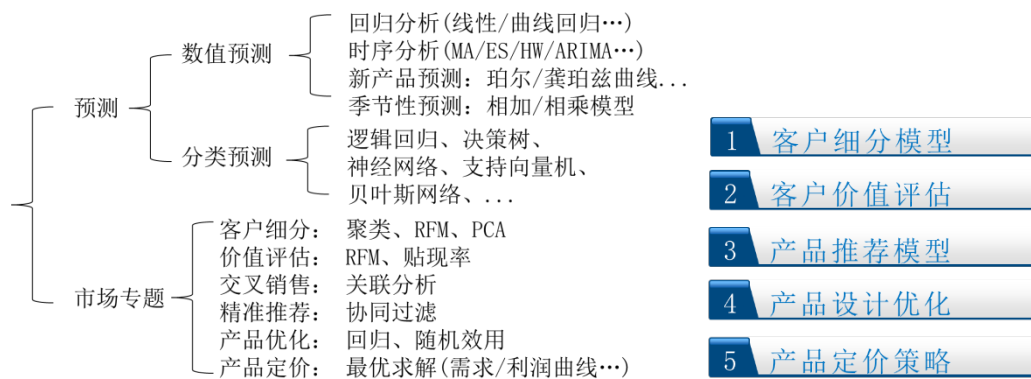 预测
数值预测
回归分析(线性/曲线回归…)
时序分析(MA/ES/HW/ARIMA…)
新产品预测：珀尔/龚珀兹曲线...
季节性预测：相加/相乘模型
分类预测
逻辑回归、决策树、
神经网络、支持向量机、
贝叶斯网络、...
市场专题
客户细分： 聚类、RFM、PCA
价值评估： RFM、贴现率
交叉销售： 关联分析
精准推荐： 协同过滤
产品优化： 回归、随机效用
产品定价： 最优求解(需求/利润曲线…)
1 客户细分模型
2 客户价值评估
3 产品推荐模型
4 产品设计优化
5 产品定价策略